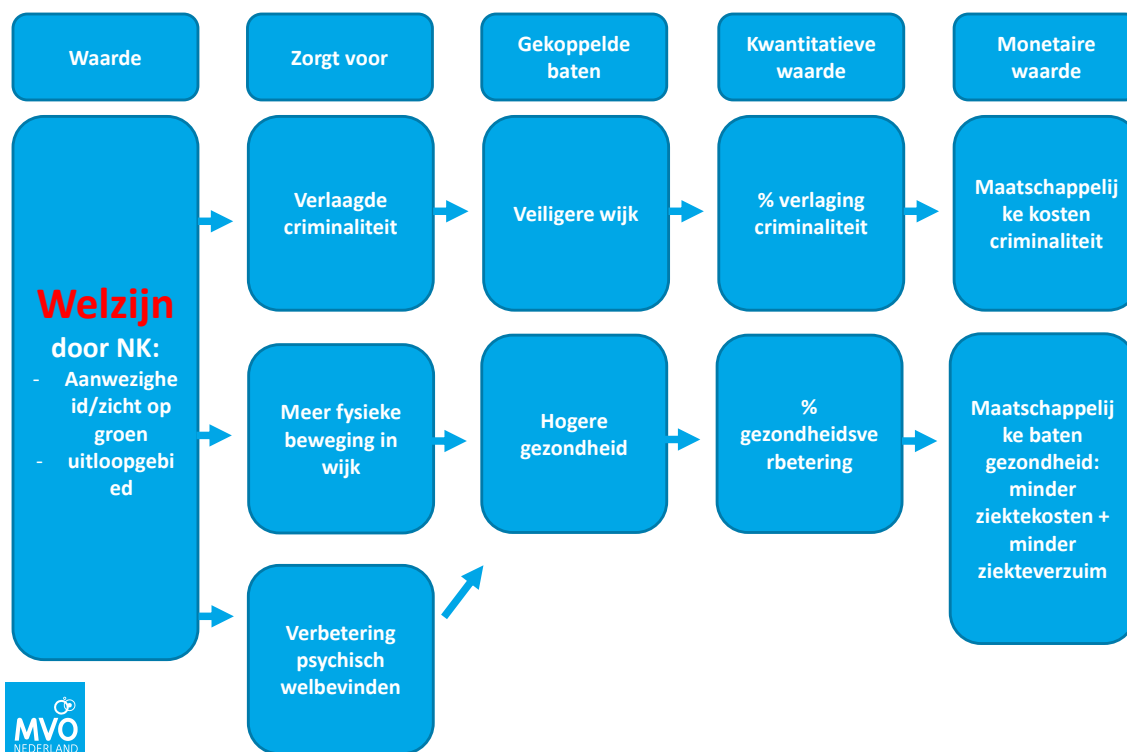 Waarde
Zorgt voor
Gekoppelde
baten
Kwantitatieve
waarde
Monetaire
waarde
Welzijn
door NK:
- Aanwezighe
id/zicht op
groen
- uitloopgebi
ed
Verlaagde
criminaliteit
Veiligere wijk
% verlaging
criminaliteit
Maatschappelij
ke kosten
criminaliteit
Meer fysieke
beweging in
wijk
Hogere
gezondheid
%
gezondheidsve
rbetering
Maatschappelij
ke baten
gezondheid:
minder
ziektekosten +
minder
ziekteverzuim
Verbetering
psychisch
welbevinden
MVO
NEDERLAND